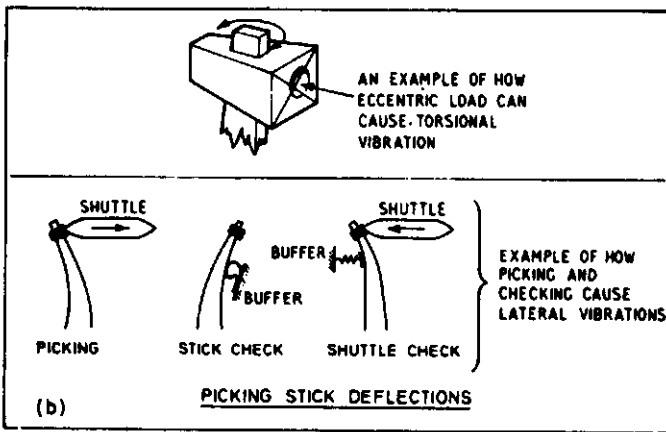 AN EXAMPLE OF HOW
ECCENTRIC LOAD CAN
CAUSE TORSIONAL
VIBRATION
SHUTTLE
SHUTTLE
BUFFER
BUFFER
EXAMPLE OF HOW
PICKING AND
CHECKING CAUSE
LATERAL VIBRATIONS
PICKING
STICK CHECK
SHUTTLE CHECK
(b)
PICKING STICK DEFLECTIONS